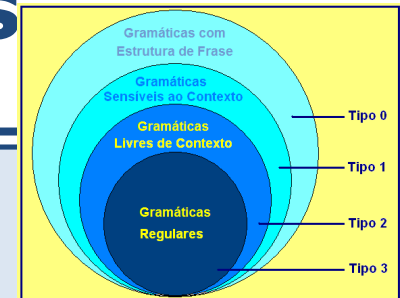 S
Gramáticas com
Estrutura de Frase
Gramáticas
Sensíveis ao Contexto
Gramáticas
Livres de Contexto
Gramáticas
Regulares
Tipo 0
Tipo 1
Tipo 2
Tipo 3